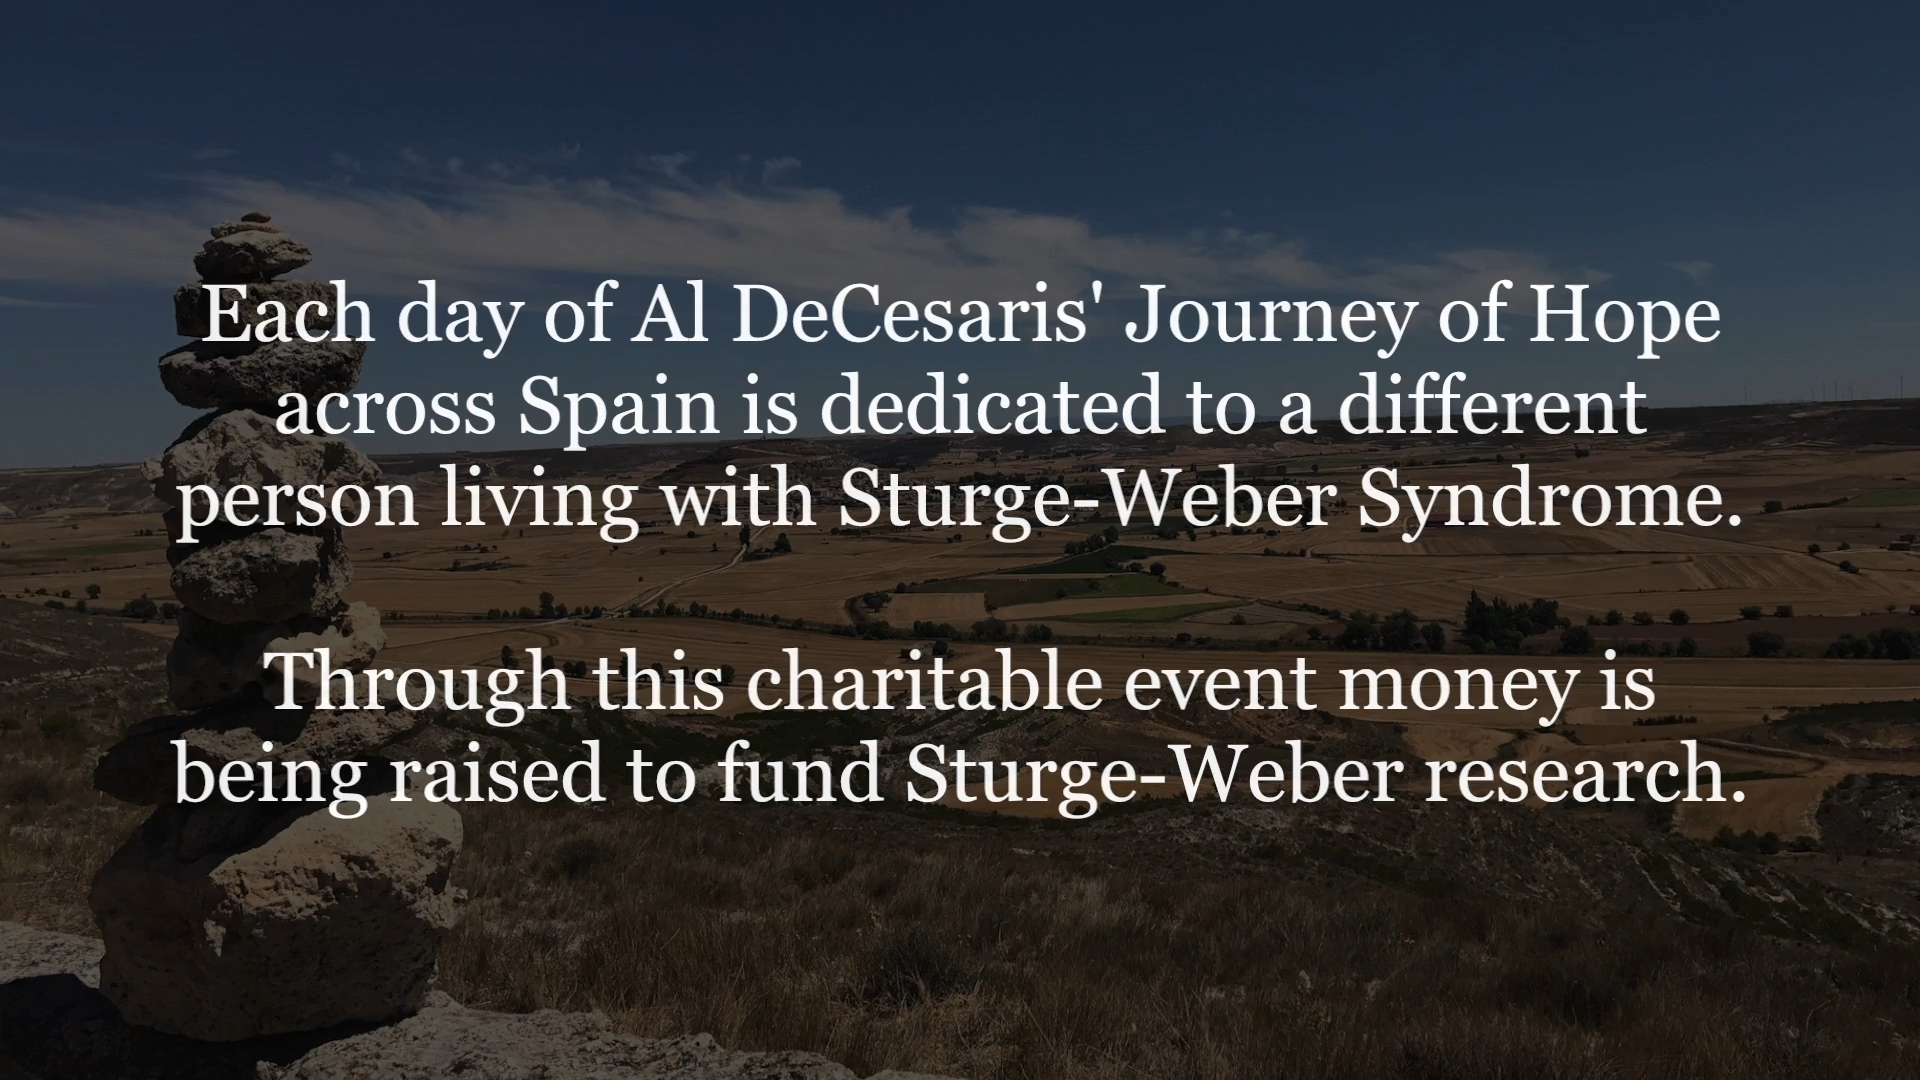 Each day of Al DeCesaris' Journey of Hope
across Spain is dedicated to a different
person living with Sturge-Weber Syndrome.
Through this charitable event money is
being raised to fund Sturge-Weber research.